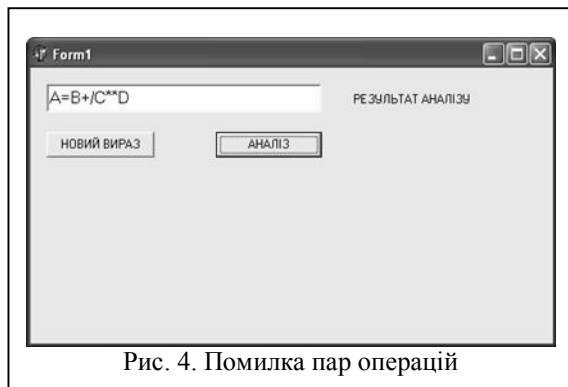 Form1
A=B+/C**D
РЕЗУЛЬТАТ АНАЛІЗУ
НОВИЙ ВИРАЗ
АНАЛІЗ
Рис. 4. Помилка пар операцій